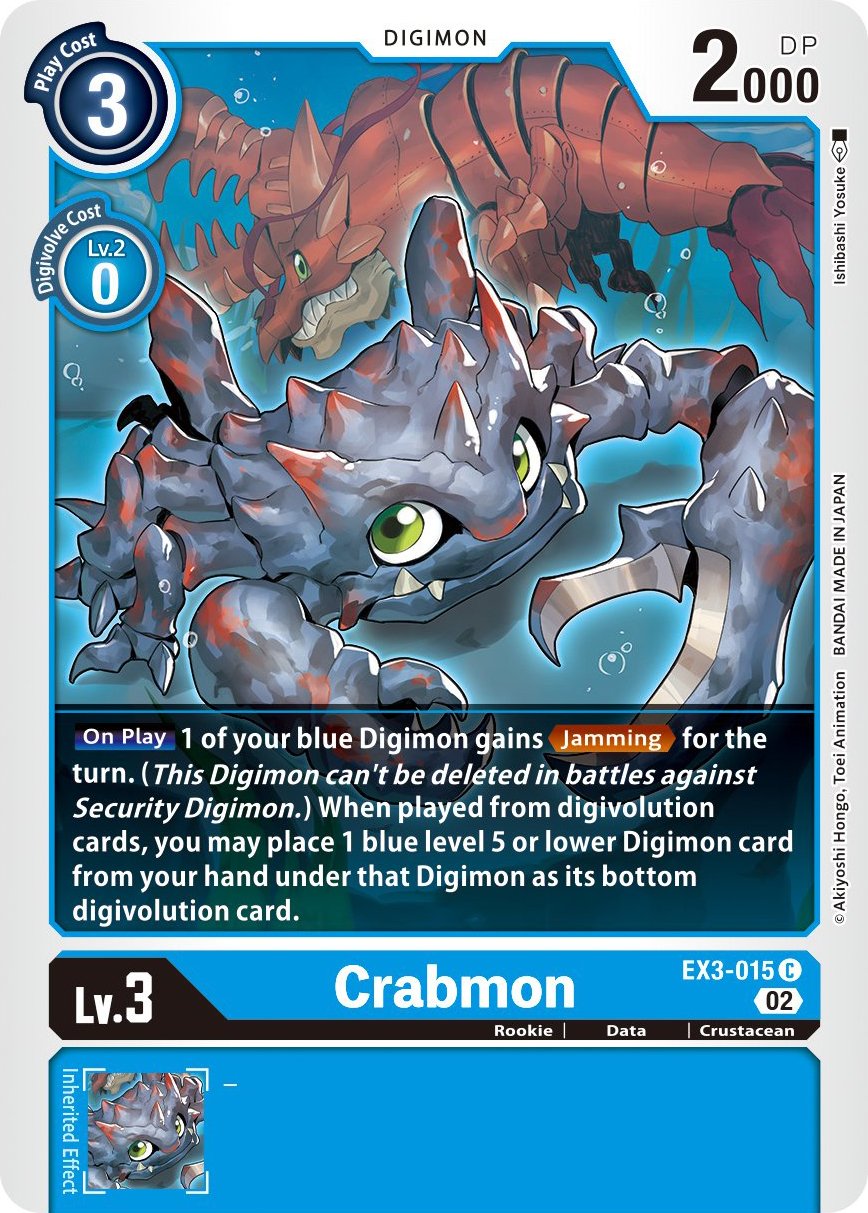 DIGIMON
Play Cost
3
DP
2000
Digivolve Cost
Lv.2
0
Ishibashi Yosuke
On Play 1 of your blue Digimon gains Jamming for the
turn. (This Digimon can't be deleted in battles against
Security Digimon.) When played from digivolution
cards, you may place 1 blue level 5 or lower Digimon card
from your hand under that Digimon as its bottom
digivolution card.
©Akiyoshi Hongo, Toei Animation BANDAI MADE IN JAPAN
Lv.3
Crabmon
EX3-015 C
02
Rookie | Data | Crustacean
Inherited Effect
–